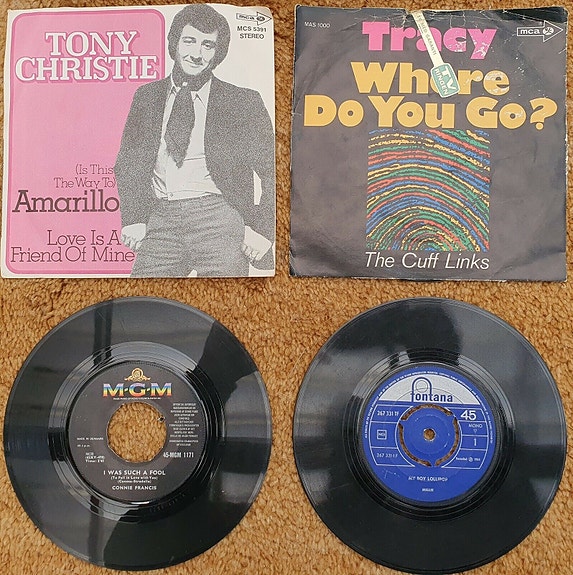 TONY
CHRISTIE
mca
MCS 5391
STEREO
(Is This
The Way To)
Amarillo
Love Is A
Friend Of Mine
MAS 1000
mca
Tracy
Where
Do You Go?
The Cuff Links
M-G-M
45-MGM 1171
I WAS SUCH A FOOL
(To Fall In Love with You)
CONNIE FRANCIS
fontana
267 331 TF
45
MONO
1
MY BOY LOLLIPOP
MILLIE